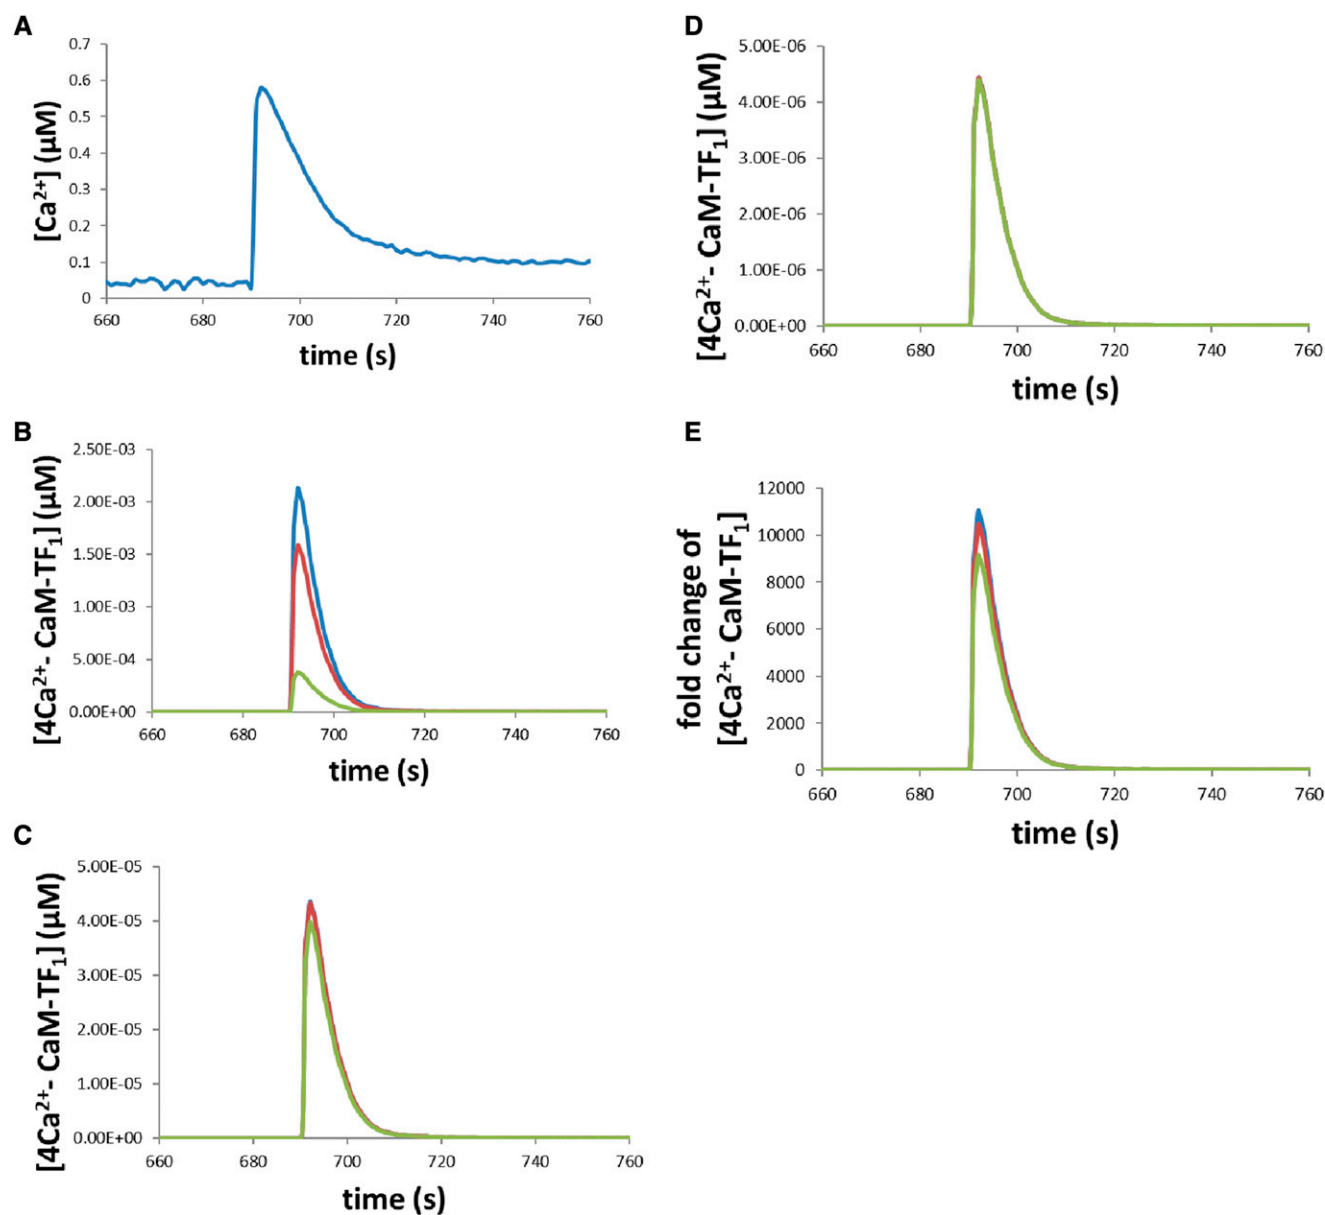 A
0.7
0.6
0.5
0.4
0.3
0.2
0.1
0
[Ca²⁺] (μM)
660 680 700 720 740 760
time (s)
B
2.50E-03
2.00E-03
1.50E-03
1.00E-03
5.00E-04
0.00E+00
[4Ca²⁺- CaM-TF₁] (μM)
660 680 700 720 740 760
time (s)
C
5.00E-05
4.00E-05
3.00E-05
2.00E-05
1.00E-05
0.00E+00
[4Ca²⁺- CaM-TF₁] (μM)
660 680 700 720 740 760
time (s)
D
5.00E-06
4.00E-06
3.00E-06
2.00E-06
1.00E-06
0.00E+00
[4Ca²⁺- CaM-TF₁] (μM)
660 680 700 720 740 760
time (s)
E
12000
10000
8000
6000
4000
2000
0
fold change of
[4Ca²⁺- CaM-TF₁]
660 680 700 720 740 760
time (s)